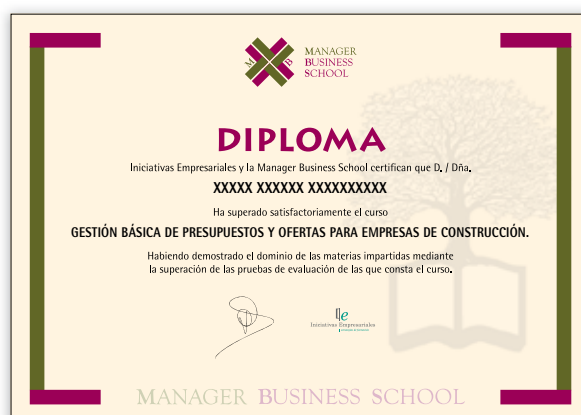 M B
MANAGER
BUSINESS
SCHOOL
DIPLOMA
Iniciativas Empresariales y la Manager Business School certifican que D. / Dña.
XXXXX XXXXXX XXXXXXXXXX
Ha superado satisfactoriamente el curso
GESTIÓN BÁSICA DE PRESUPUESTOS Y OFERTAS PARA EMPRESAS DE CONSTRUCCIÓN.
Habiendo demostrado el dominio de las materias impartidas mediante
la superación de las pruebas de evaluación de las que consta el curso.
Ie
Iniciativas Empresariales
MANAGER BUSINESS SCHOOL